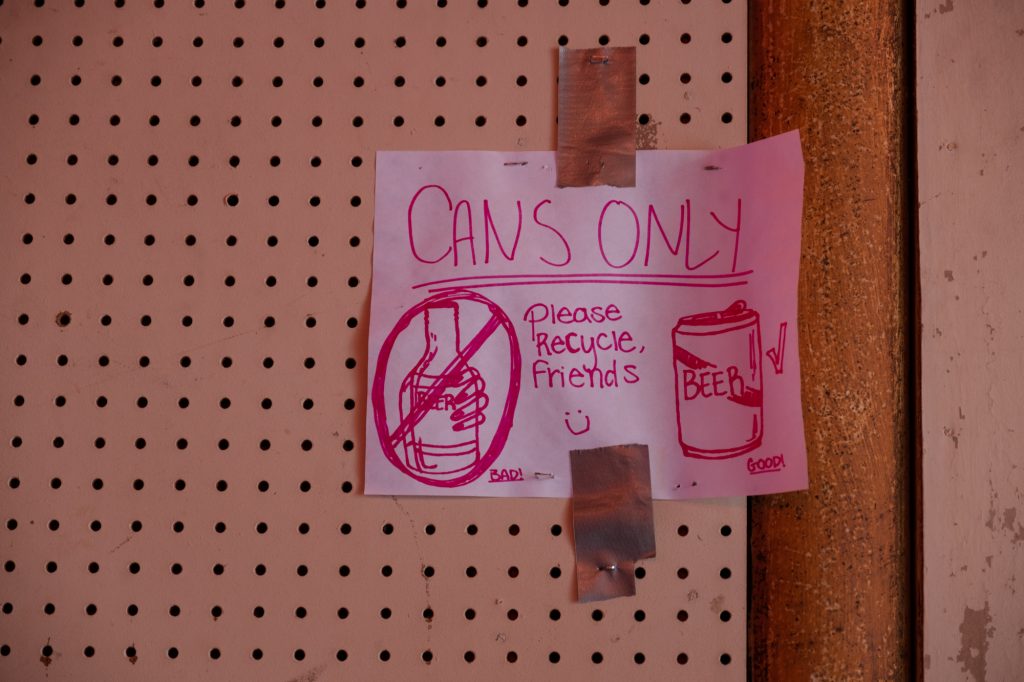 CANS ONLY
Please
Recycle,
friends
BEER
BAD!
BEER
GOOD!